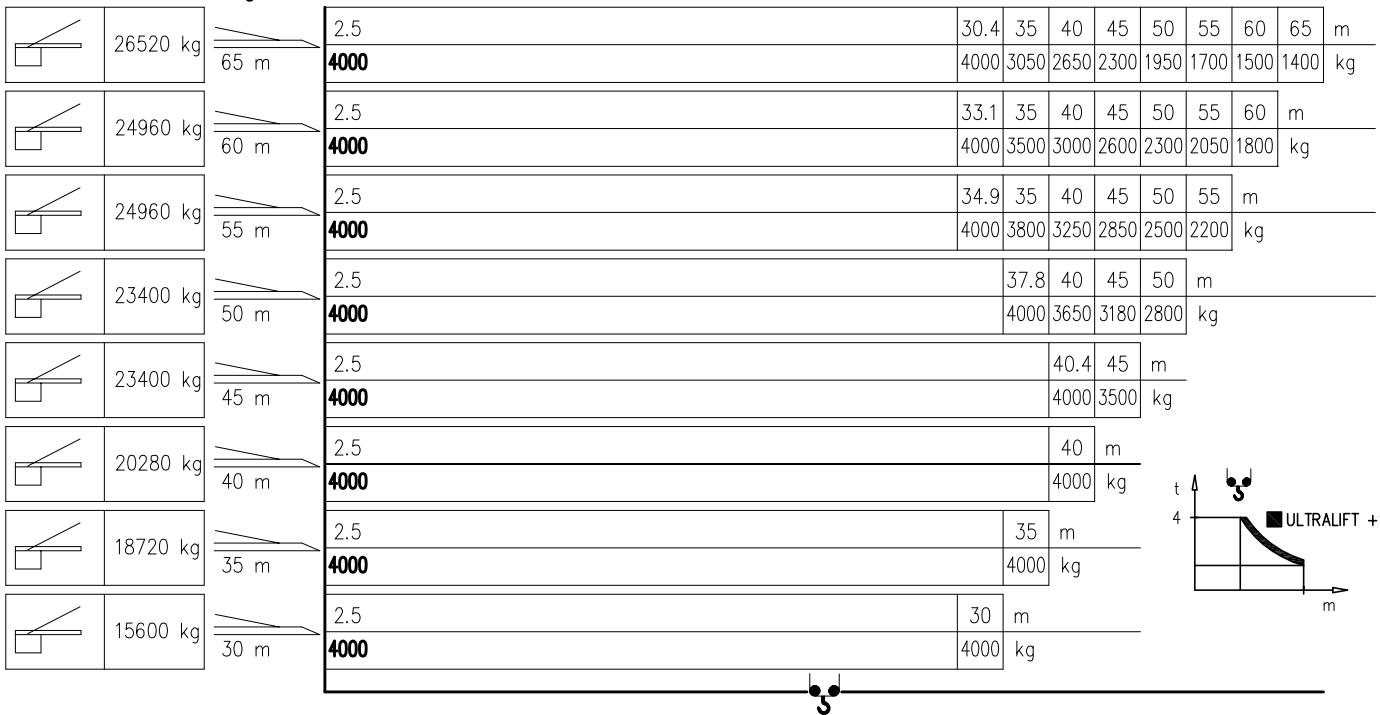 2.5 30.4 35 40 45 50 55 60 65 m
26520 kg
65 m
4000 4000 3050 2650 2300 1950 1700 1500 1400 kg
2.5 33.1 35 40 45 50 55 60 m
24960 kg
60 m
4000 4000 3500 3000 2600 2300 2050 1800 kg
2.5 34.9 35 40 45 50 55 m
24960 kg
55 m
4000 4000 3800 3250 2850 2500 2200 kg
2.5 37.8 40 45 50 m
23400 kg
50 m
4000 4000 3650 3180 2800 kg
2.5 40.4 45 m
23400 kg
45 m
4000 4000 3500 kg
2.5 40 m
20280 kg
40 m
4000 4000 kg
2.5 35 m
18720 kg
35 m
4000 4000 kg
2.5 30 m
15600 kg
30 m
4000 4000 kg
t
4
ULTRALIFT +
m